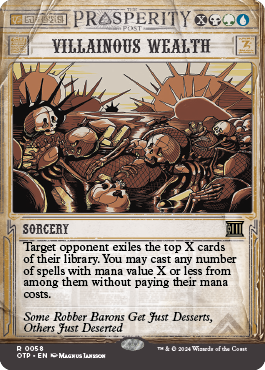 THE
PROSPERITY
POST
X
VILLAINOUS WEALTH
SORCERY
Target opponent exiles the top X cards
of their library. You may cast any number
of spells with mana value X or less from
among them without paying their mana
costs.
Some Robber Barons Get Just Desserts,
Others Just Deserted
R 0058
OTP • EN MAGNUS JANSSON
™ & © 2024 Wizards of the Coast